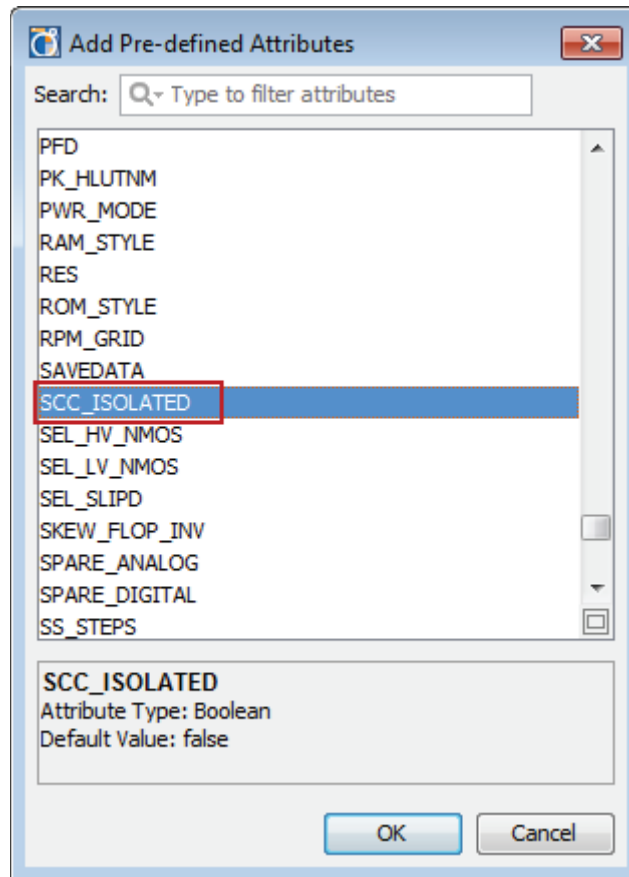 Add Pre-defined Attributes
Search: Type to filter attributes
PFD
PK_HLUTNM
PWR_MODE
RAM_STYLE
RES
ROM_STYLE
RPM_GRID
SAVEDATA
SCC_ISOLATED
SEL_HV_NMOS
SEL_LV_NMOS
SEL_SLIPD
SKEW_FLOP_INV
SPARE_ANALOG
SPARE_DIGITAL
SS_STEPS
SCC_ISOLATED
Attribute Type: Boolean
Default Value: false
OK Cancel